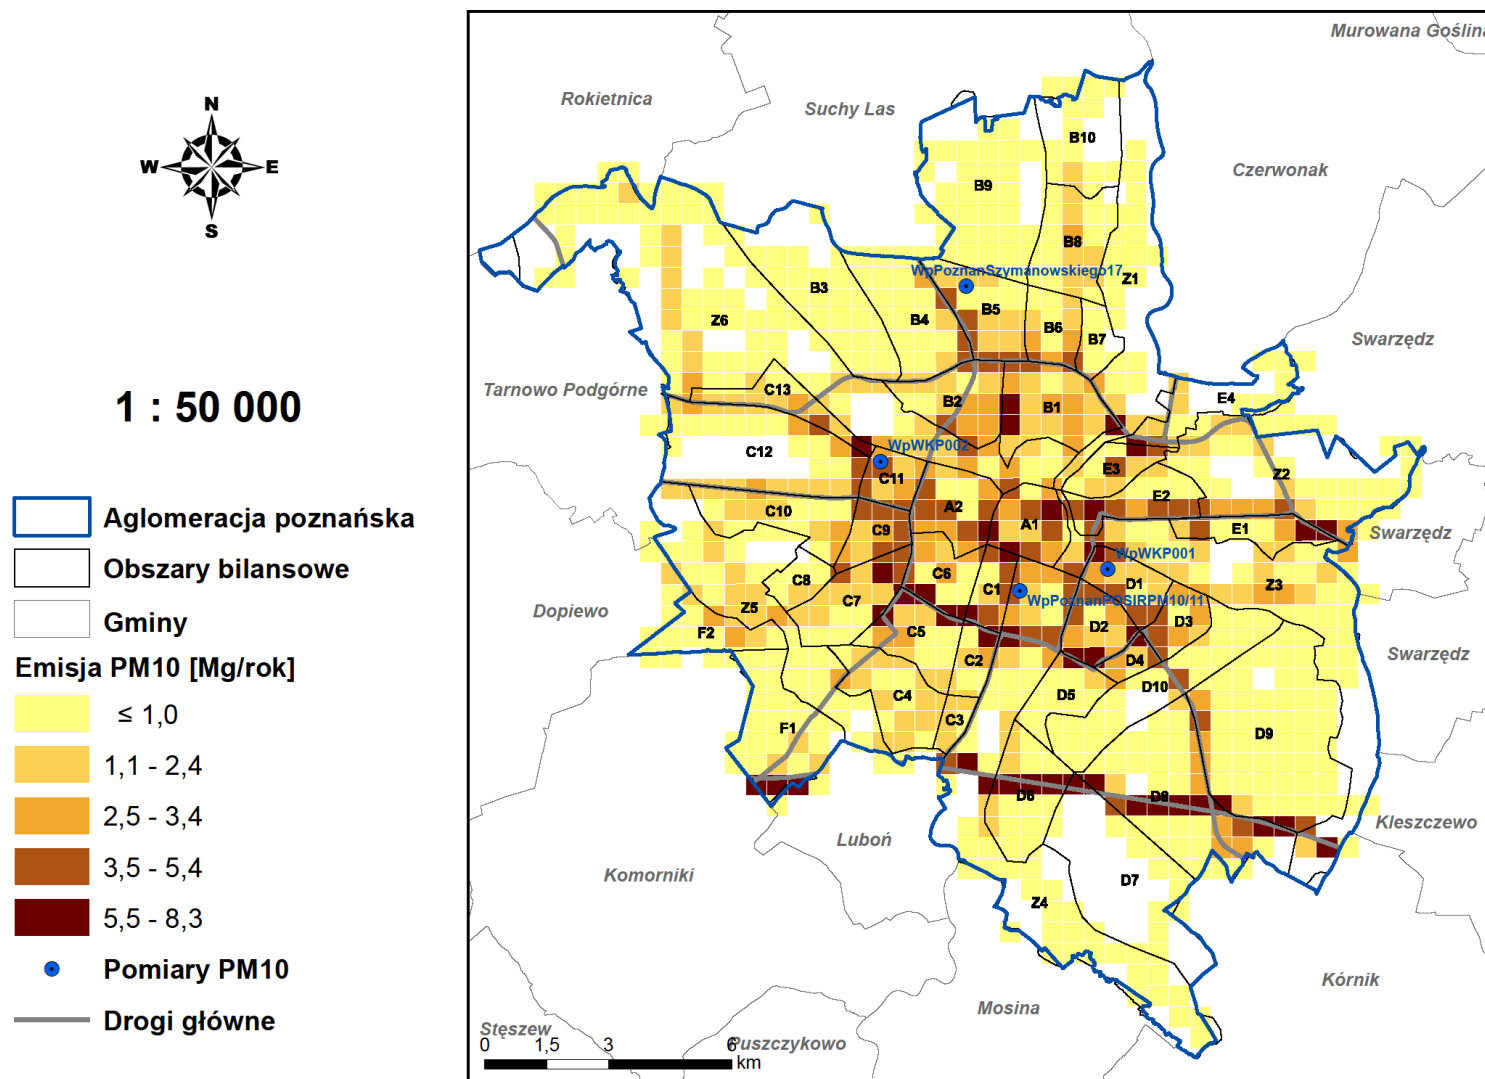 N
W
E
S
1 : 50 000
Aglomeracja poznańska
Obszary bilansowe
Gminy
Emisja PM10 [Mg/rok]
≤ 1,0
1,1 - 2,4
2,5 - 3,4
3,5 - 5,4
5,5 - 8,3
Pomiary PM10
Drogi główne
Murowana Goślina
Rokietnica
Suchy Las
B10
Czerwonak
B9
B8
WpPoznanSzymanowskiego17
Z1
B3
B5
Z6
B4
B6
B7
Swarzędz
Tarnowo Podgórne
C13
B2
B1
E4
WpWKP002
C12
C11
E3
Z2
E2
C10
A2
A1
C9
E1
Swarzędz
WpWKP001
C8
C6
C1
D1
Z3
WpPoznanPOSIRPM10/11
Dopiewo
Z5
C7
F2
C5
D2
D3
Swarzędz
C2
D4
D10
C4
D5
C3
F1
D9
D6
D8
Kleszczewo
Luboń
Komorniki
D7
Z4
Kórnik
Mosina
Stęszew
Puszczykowo
0 1,5 3 6
km